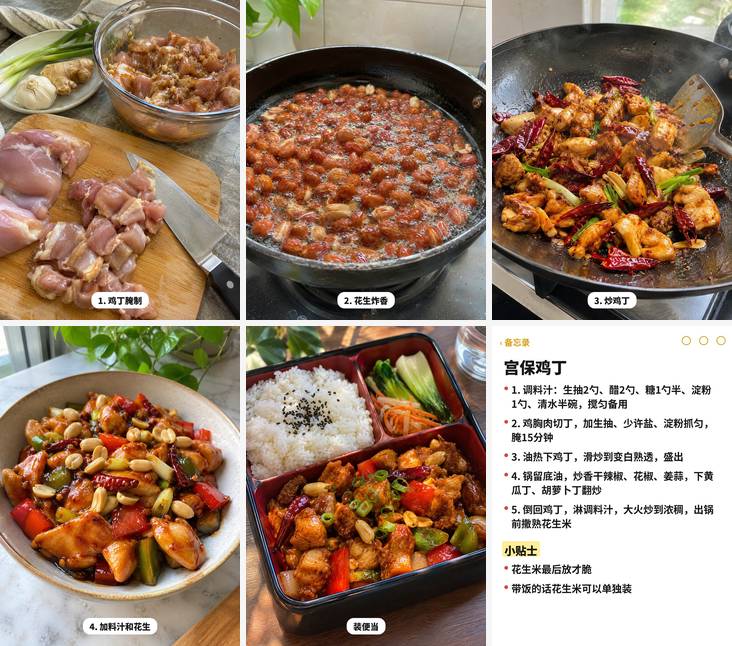 1. 鸡丁腌制
2. 花生炸香
3. 炒鸡丁
4. 加料汁和花生
装便当
‹ 备忘录
宫保鸡丁
• 1. 调料汁：生抽2勺、醋2勺、糖1勺半、淀粉
1勺、清水半碗，搅匀备用
• 2. 鸡胸肉切丁，加生抽、少许盐、淀粉抓匀，
腌15分钟
• 3. 油热下鸡丁，滑炒到变白熟透，盛出
• 4. 锅留底油，炒香干辣椒、花椒、姜蒜，下黄
瓜丁、胡萝卜丁翻炒
• 5. 倒回鸡丁，淋调料汁，大火炒到浓稠，出锅
前撒熟花生米
小贴士
• 花生米最后放才脆
• 带饭的话花生米可以单独装